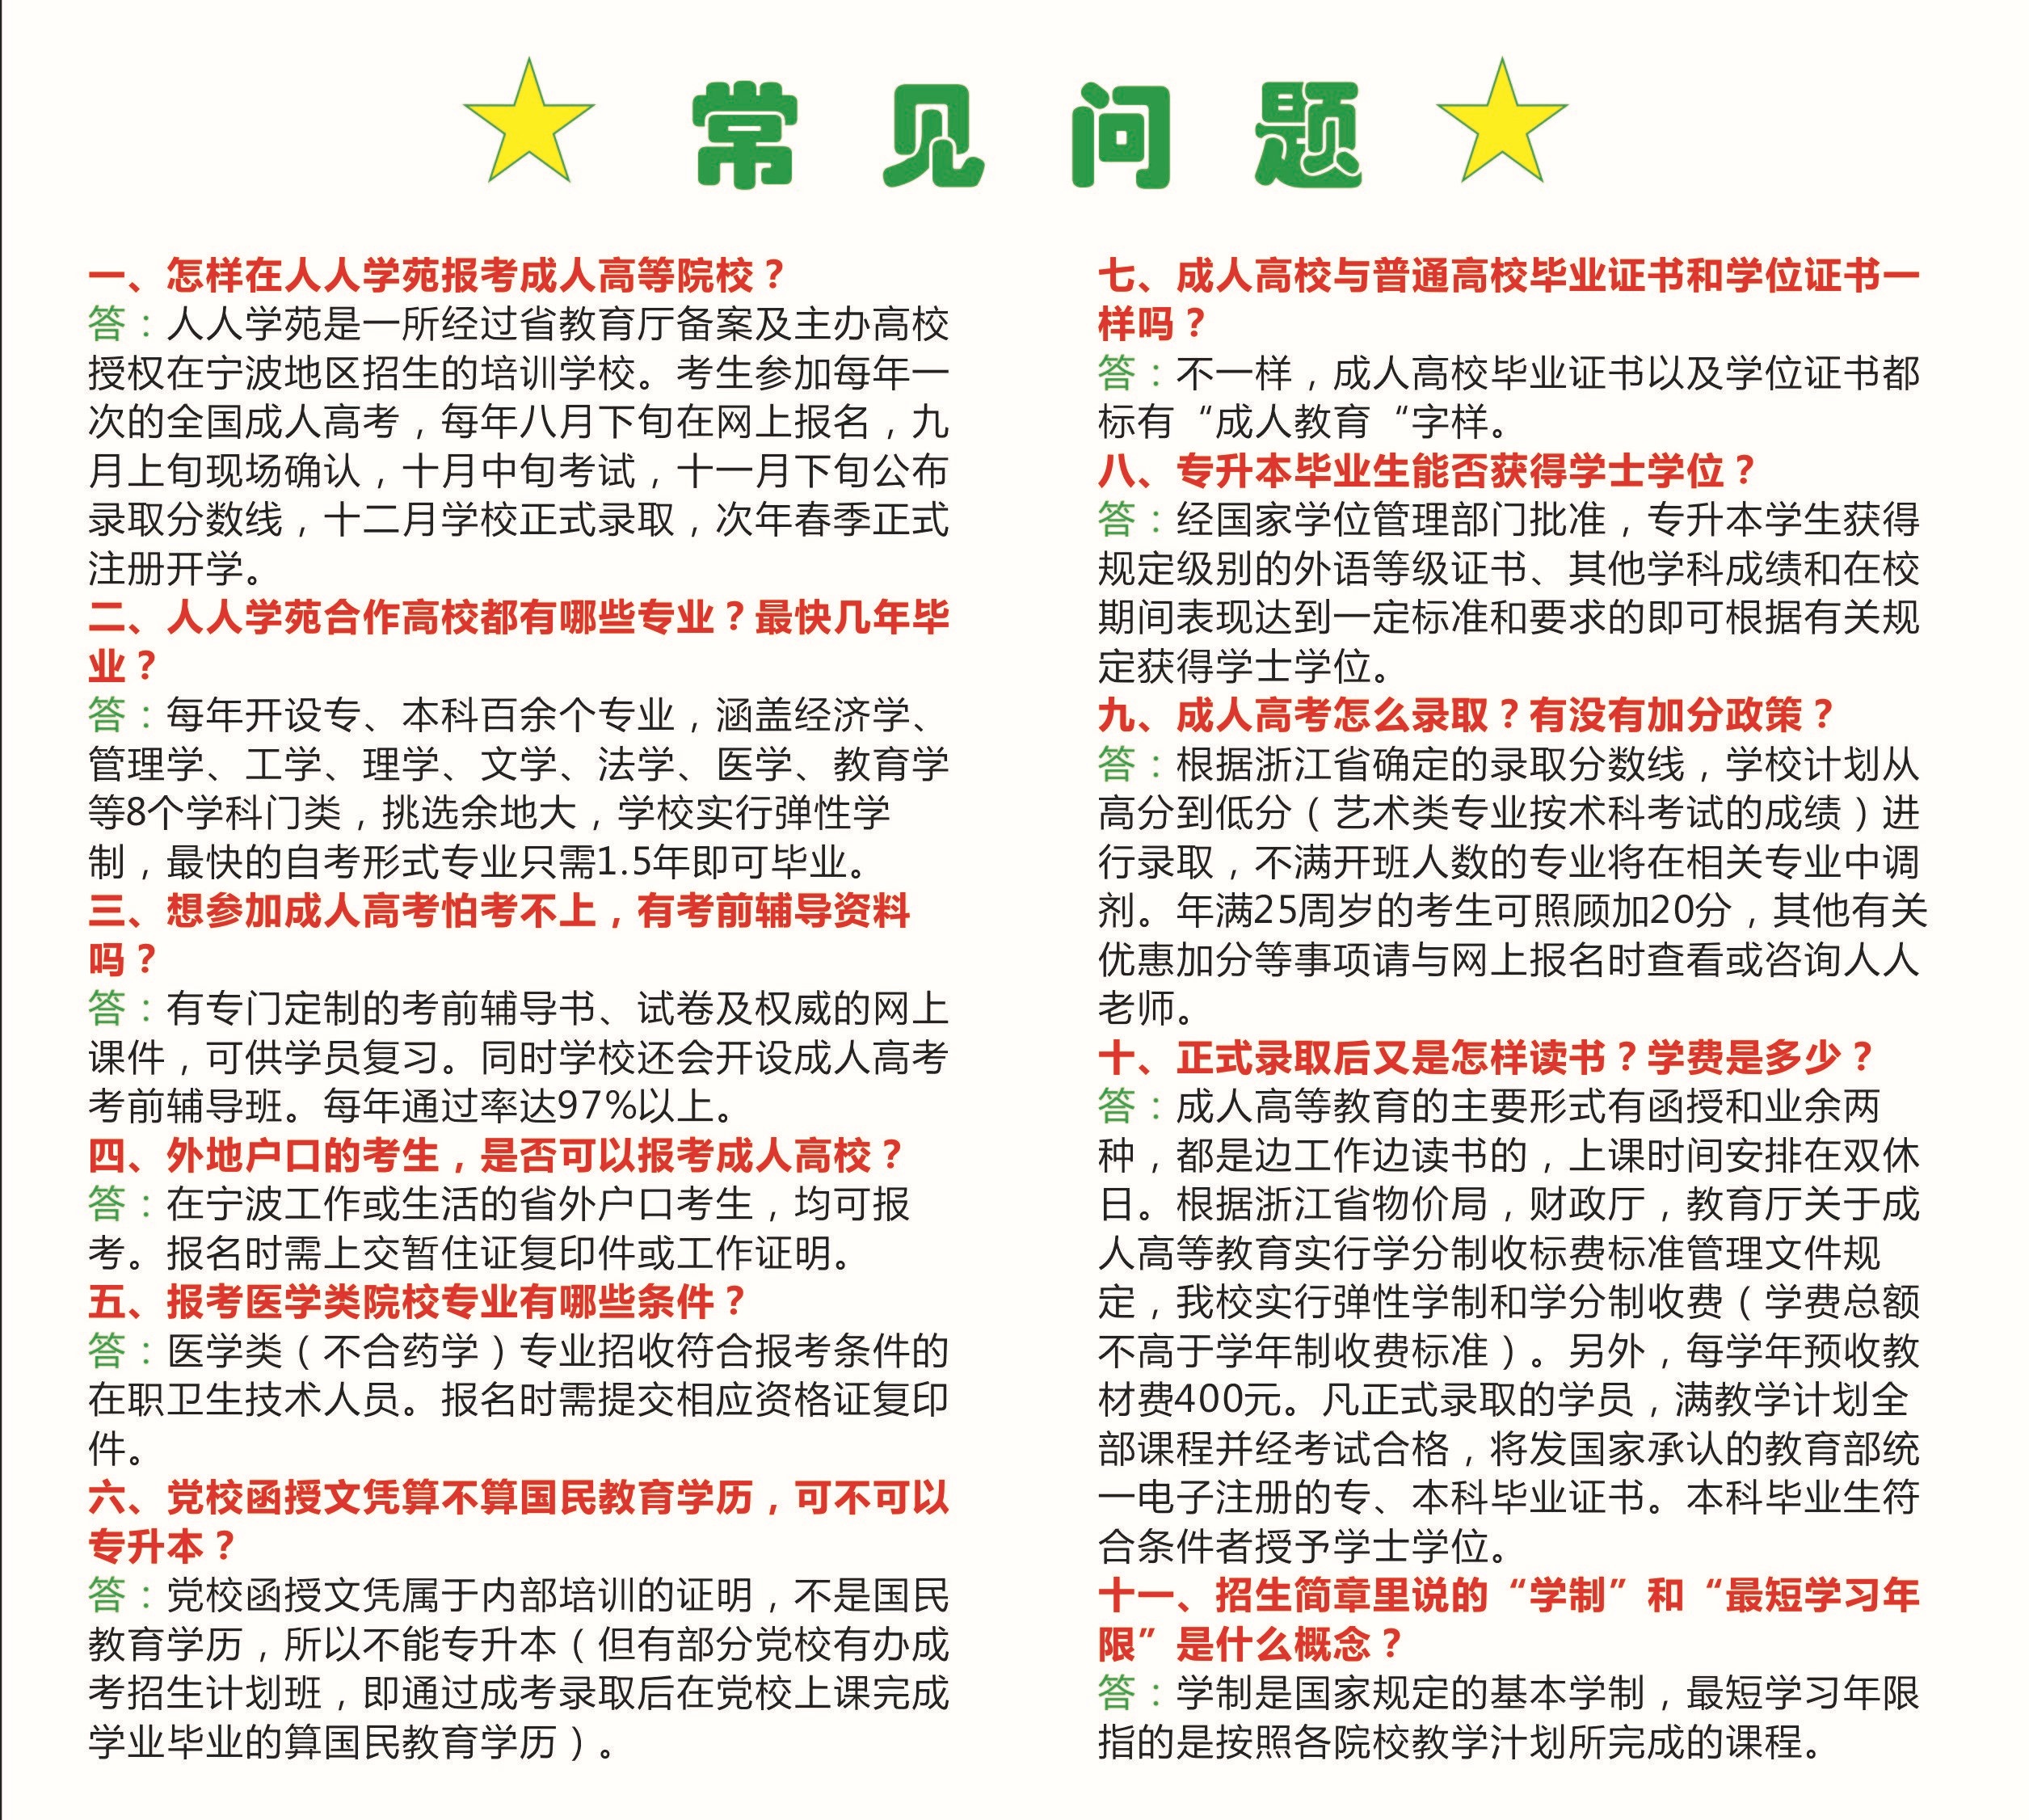 常见问题
一、怎样在人人学苑报考成人高等院校？
答：人人学苑是一所经过省教育厅备案及主办高校
授权在宁波地区招生的培训学校。考生参加每年一
次的全国成人高考，每年八月下旬在网上报名，九
月上旬现场确认，十月中旬考试，十一月下旬公布
录取分数线，十二月学校正式录取，次年春季正式
注册开学。
二、人人学苑合作高校都有哪些专业？最快几年毕
业？
答：每年开设专、本科百余个专业，涵盖经济学、
管理学、工学、理学、文学、法学、医学、教育学
等8个学科门类，挑选余地大，学校实行弹性学
制，最快的自考形式专业只需1.5年即可毕业。
三、想参加成人高考怕考不上，有考前辅导资料
吗？
答：有专门定制的考前辅导书、试卷及权威的网上
课件，可供学员复习。同时学校还会开设成人高考
考前辅导班。每年通过率达97%以上。
四、外地户口的考生，是否可以报考成人高校？
答：在宁波工作或生活的省外户口考生，均可报
考。报名时需上交暂住证复印件或工作证明。
五、报考医学类院校专业有哪些条件？
答：医学类（不合药学）专业招收符合报考条件的
在职卫生技术人员。报名时需提交相应资格证复印
件。
六、党校函授文凭算不算国民教育学历，可不可以
专升本？
答：党校函授文凭属于内部培训的证明，不是国民
教育学历，所以不能专升本（但有部分党校有办成
考招生计划班，即通过成考录取后在党校上课完成
学业毕业的算国民教育学历）。
七、成人高校与普通高校毕业证书和学位证书一
样吗？
答：不一样，成人高校毕业证书以及学位证书都
标有“成人教育“字样。
八、专升本毕业生能否获得学士学位？
答：经国家学位管理部门批准，专升本学生获得
规定级别的外语等级证书、其他学科成绩和在校
期间表现达到一定标准和要求的即可根据有关规
定获得学士学位。
九、成人高考怎么录取？有没有加分政策？
答：根据浙江省确定的录取分数线，学校计划从
高分到低分（艺术类专业按术科考试的成绩）进
行录取，不满开班人数的专业将在相关专业中调
剂。年满25周岁的考生可照顾加20分，其他有关
优惠加分等事项请与网上报名时查看或咨询人人
老师。
十、正式录取后又是怎样读书？学费是多少？
答：成人高等教育的主要形式有函授和业余两
种，都是边工作边读书的，上课时间安排在双休
日。根据浙江省物价局，财政厅，教育厅关于成
人高等教育实行学分制收标费标准管理文件规
定，我校实行弹性学制和学分制收费（学费总额
不高于学年制收费标准）。另外，每学年预收教
材费400元。凡正式录取的学员，满教学计划全
部课程并经考试合格，将发国家承认的教育部统
一电子注册的专、本科毕业证书。本科毕业生符
合条件者授予学士学位。
十一、招生简章里说的“学制”和“最短学习年
限”是什么概念？
答：学制是国家规定的基本学制，最短学习年限
指的是按照各院校教学汁划所完成的课程。